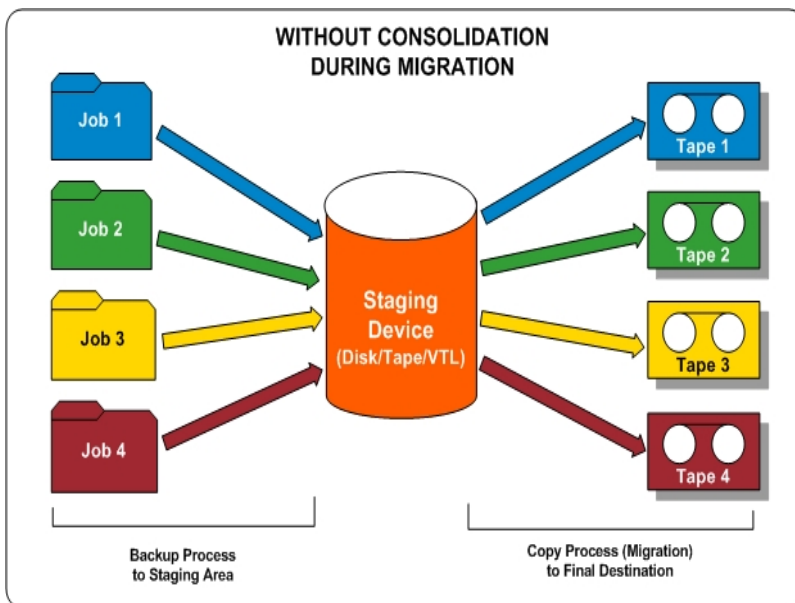 WITHOUT CONSOLIDATION
DURING MIGRATION
Job 1
Job 2
Job 3
Job 4
Staging
Device
(Disk/Tape/VTL)
Tape 1
Tape 2
Tape 3
Tape 4
Backup Process
to Staging Area
Copy Process (Migration)
to Final Destination